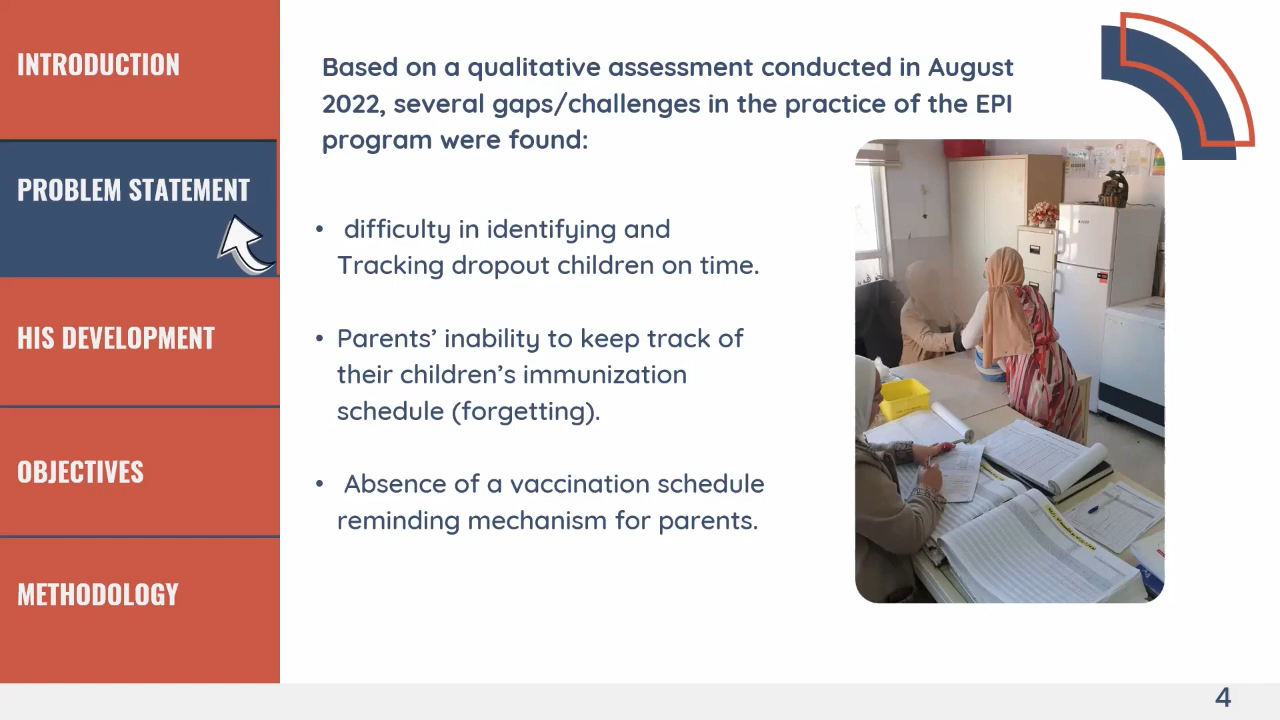 INTRODUCTION
PROBLEM STATEMENT
HIS DEVELOPMENT
OBJECTIVES
METHODOLOGY
Based on a qualitative assessment conducted in August
2022, several gaps/challenges in the practice of the EPI
program were found:
• difficulty in identifying and
Tracking dropout children on time.
• Parents’ inability to keep track of
their children’s immunization
schedule (forgetting).
• Absence of a vaccination schedule
reminding mechanism for parents.
4